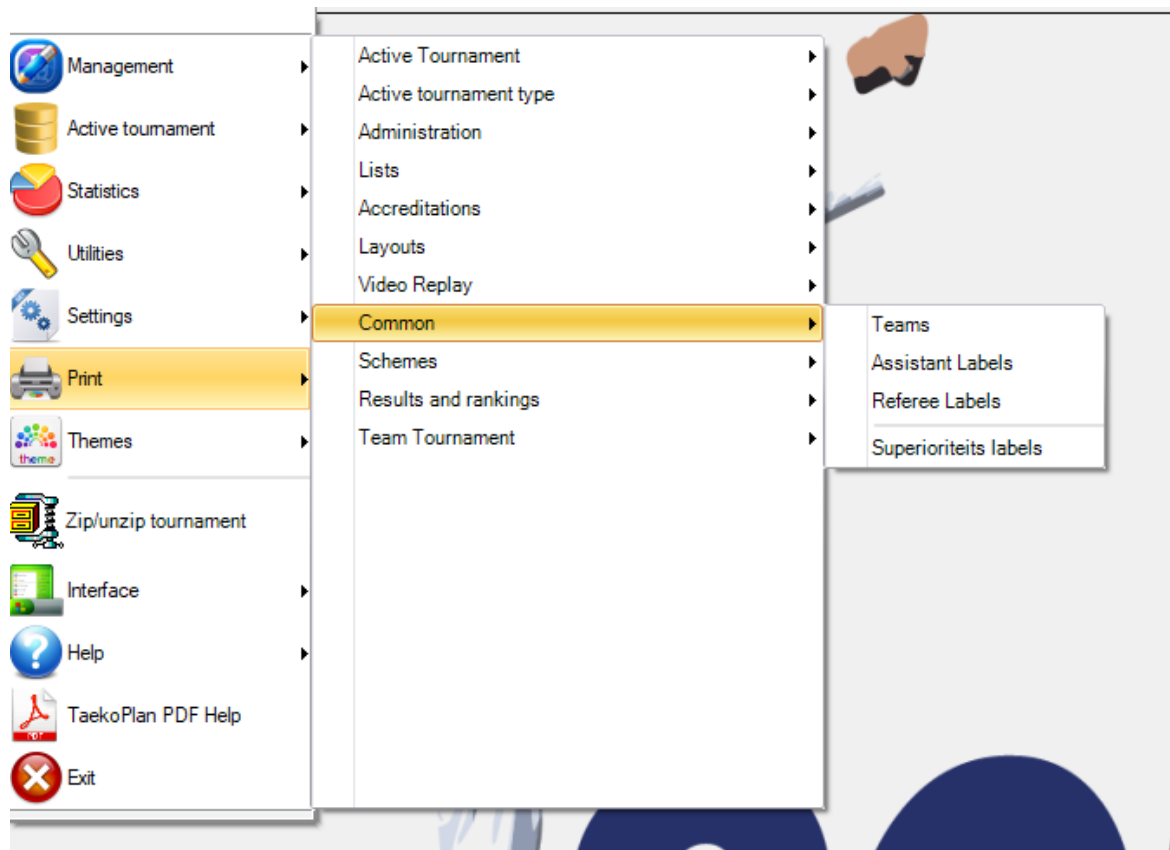 Management
Active tournament
Statistics
Utilities
Settings
Print
theme
Themes
Zip/unzip tournament
Interface
Help
PDF
TaekoPlan PDF Help
Exit
Active Tournament
Active tournament type
Administration
Lists
Accreditations
Layouts
Video Replay
Common
Schemes
Results and rankings
Team Tournament
Teams
Assistant Labels
Referee Labels
Superioriteits labels